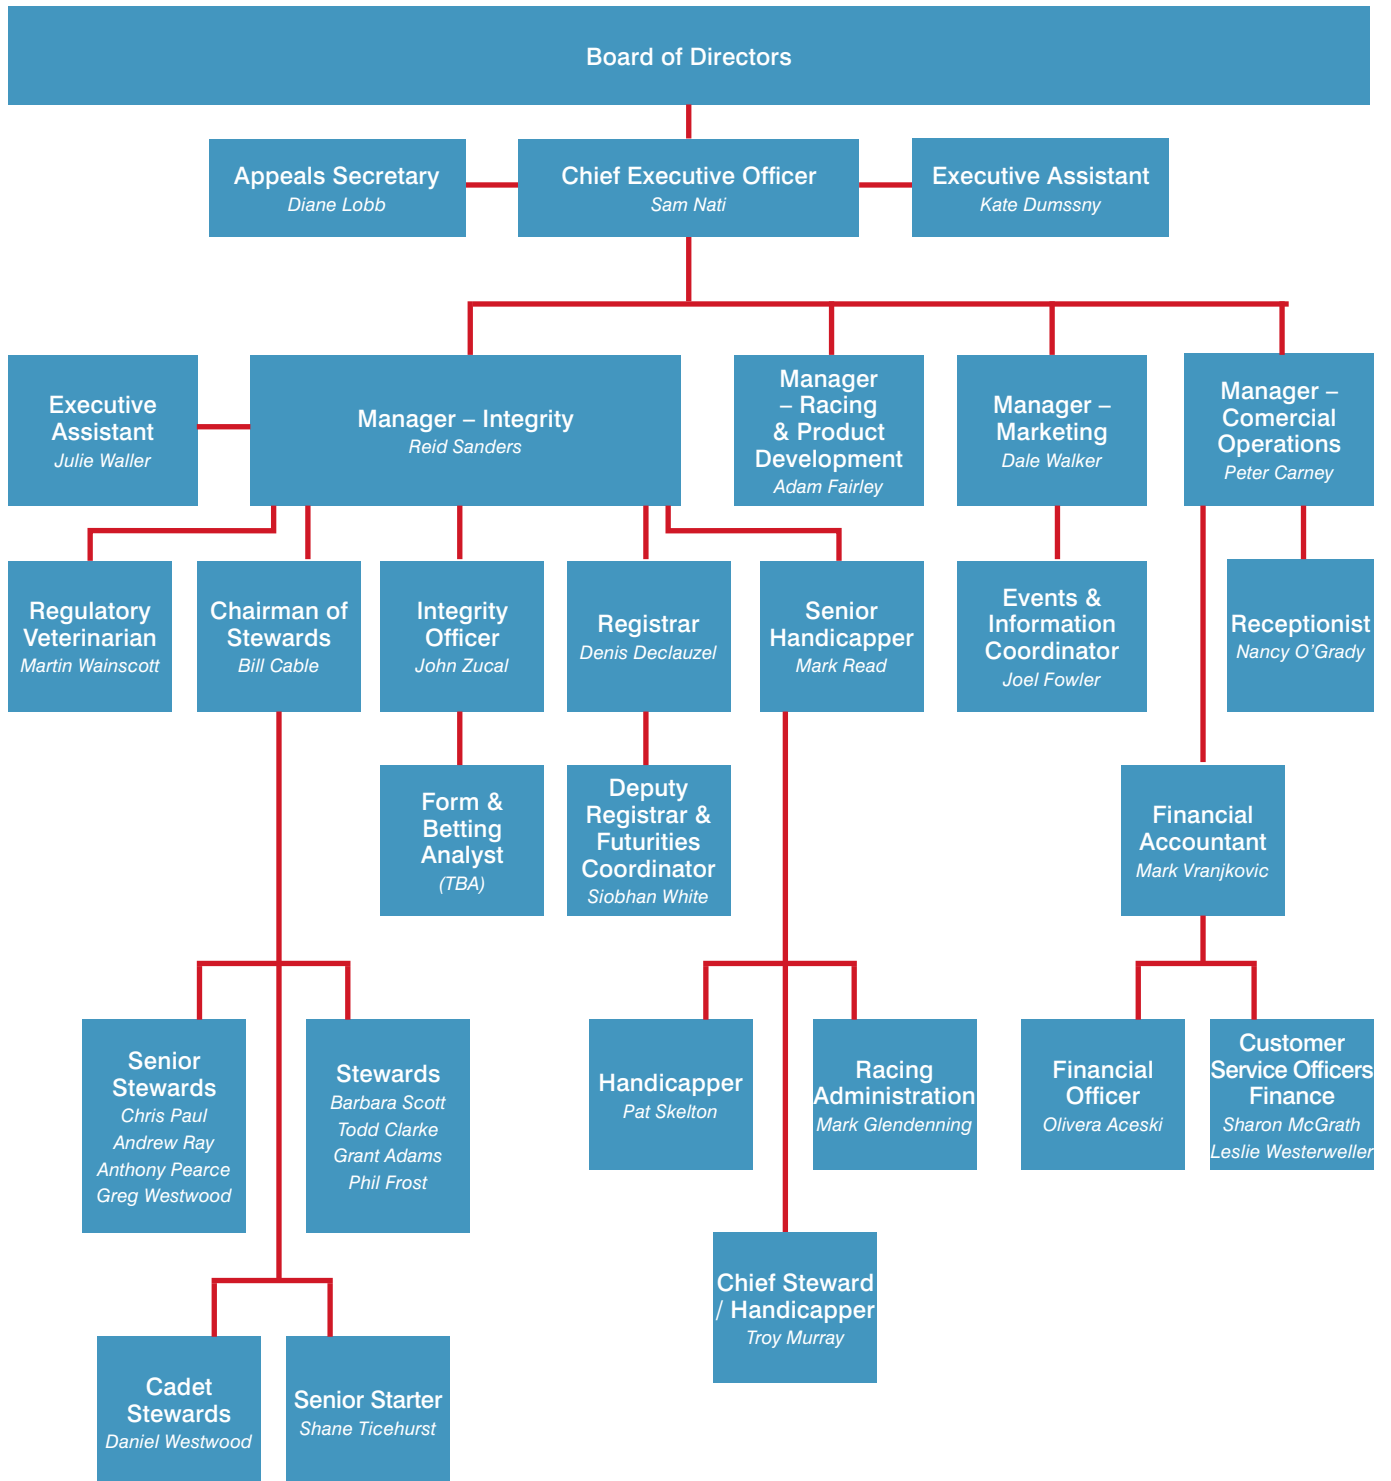 Board of Directors
Appeals Secretary
Diane Lobb
Chief Executive Officer
Sam Nati
Executive Assistant
Kate Dumssny
Executive
Assistant
Julie Waller
Manager – Integrity
Reid Sanders
Manager
– Racing
& Product
Development
Adam Fairley
Manager –
Marketing
Dale Walker
Manager –
Comercial
Operations
Peter Carney
Regulatory
Veterinarian
Martin Wainscott
Chairman of
Stewards
Bill Cable
Integrity
Officer
John Zucal
Registrar
Denis Declauzel
Senior
Handicapper
Mark Read
Events &
Information
Coordinator
Joel Fowler
Receptionist
Nancy O'Grady
Form &
Betting
Analyst
(TBA)
Deputy
Registrar &
Futurities
Coordinator
Siobhan White
Financial
Accountant
Mark Vranjkovic
Senior
Stewards
Chris Paul
Andrew Ray
Anthony Pearce
Greg Westwood
Stewards
Barbara Scott
Todd Clarke
Grant Adams
Phil Frost
Handicapper
Pat Skelton
Racing
Administration
Mark Glendenning
Financial
Officer
Olivera Aceski
Customer
Service Officers
Finance
Sharon McGrath
Leslie Westerweller
Chief Steward
/ Handicapper
Troy Murray
Cadet
Stewards
Daniel Westwood
Senior Starter
Shane Ticehurst